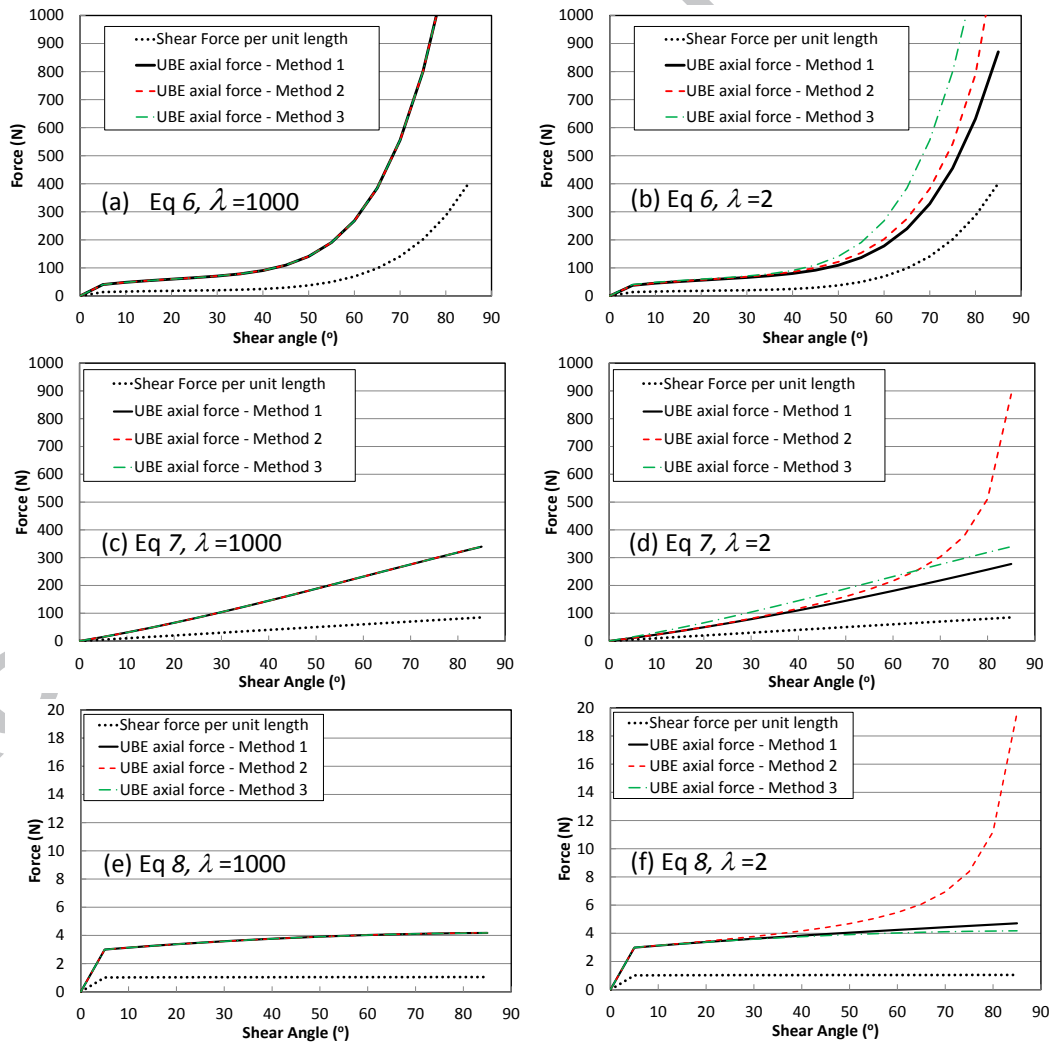 1000
900
800
700
600
500
400
300
200
100
0
Force (N)
Shear Force per unit length
UBE axial force - Method 1
UBE axial force - Method 2
UBE axial force - Method 3
(a) Eq 6, λ =1000
0 10 20 30 40 50 60 70 80 90
Shear angle (o)
1000
900
800
700
600
500
400
300
200
100
0
Force (N)
Shear Force per unit length
UBE axial force - Method 1
UBE axial force - Method 2
UBE axial force - Method 3
(b) Eq 6, λ =2
0 10 20 30 40 50 60 70 80 90
Shear angle (o)
1000
900
800
700
600
500
400
300
200
100
0
Force (N)
Shear Force per unit length
UBE axial force - Method 1
UBE axial force - Method 2
UBE axial force - Method 3
(c) Eq 7, λ =1000
0 10 20 30 40 50 60 70 80 90
Shear Angle (o)
1000
900
800
700
600
500
400
300
200
100
0
Force (N)
Shear Force per unit length
UBE axial force - Method 1
UBE axial force - Method 2
UBE axial force - Method 3
(d) Eq 7, λ =2
0 10 20 30 40 50 60 70 80 90
Shear Angle (o)
20
18
16
14
12
10
8
6
4
2
0
Force (N)
Shear force per unit length
UBE axial force - Method 1
UBE axial force - Method 2
UBE axial force - Method 3
(e) Eq 8, λ =1000
0 10 20 30 40 50 60 70 80 90
Shear Angle (o)
20
18
16
14
12
10
8
6
4
2
0
Force (N)
Shear force per unit length
UBE axial force - Method 1
UBE axial force - Method 2
UBE axial force - Method 3
(f) Eq 8, λ =2
0 10 20 30 40 50 60 70 80 90
Shear Angle (o)